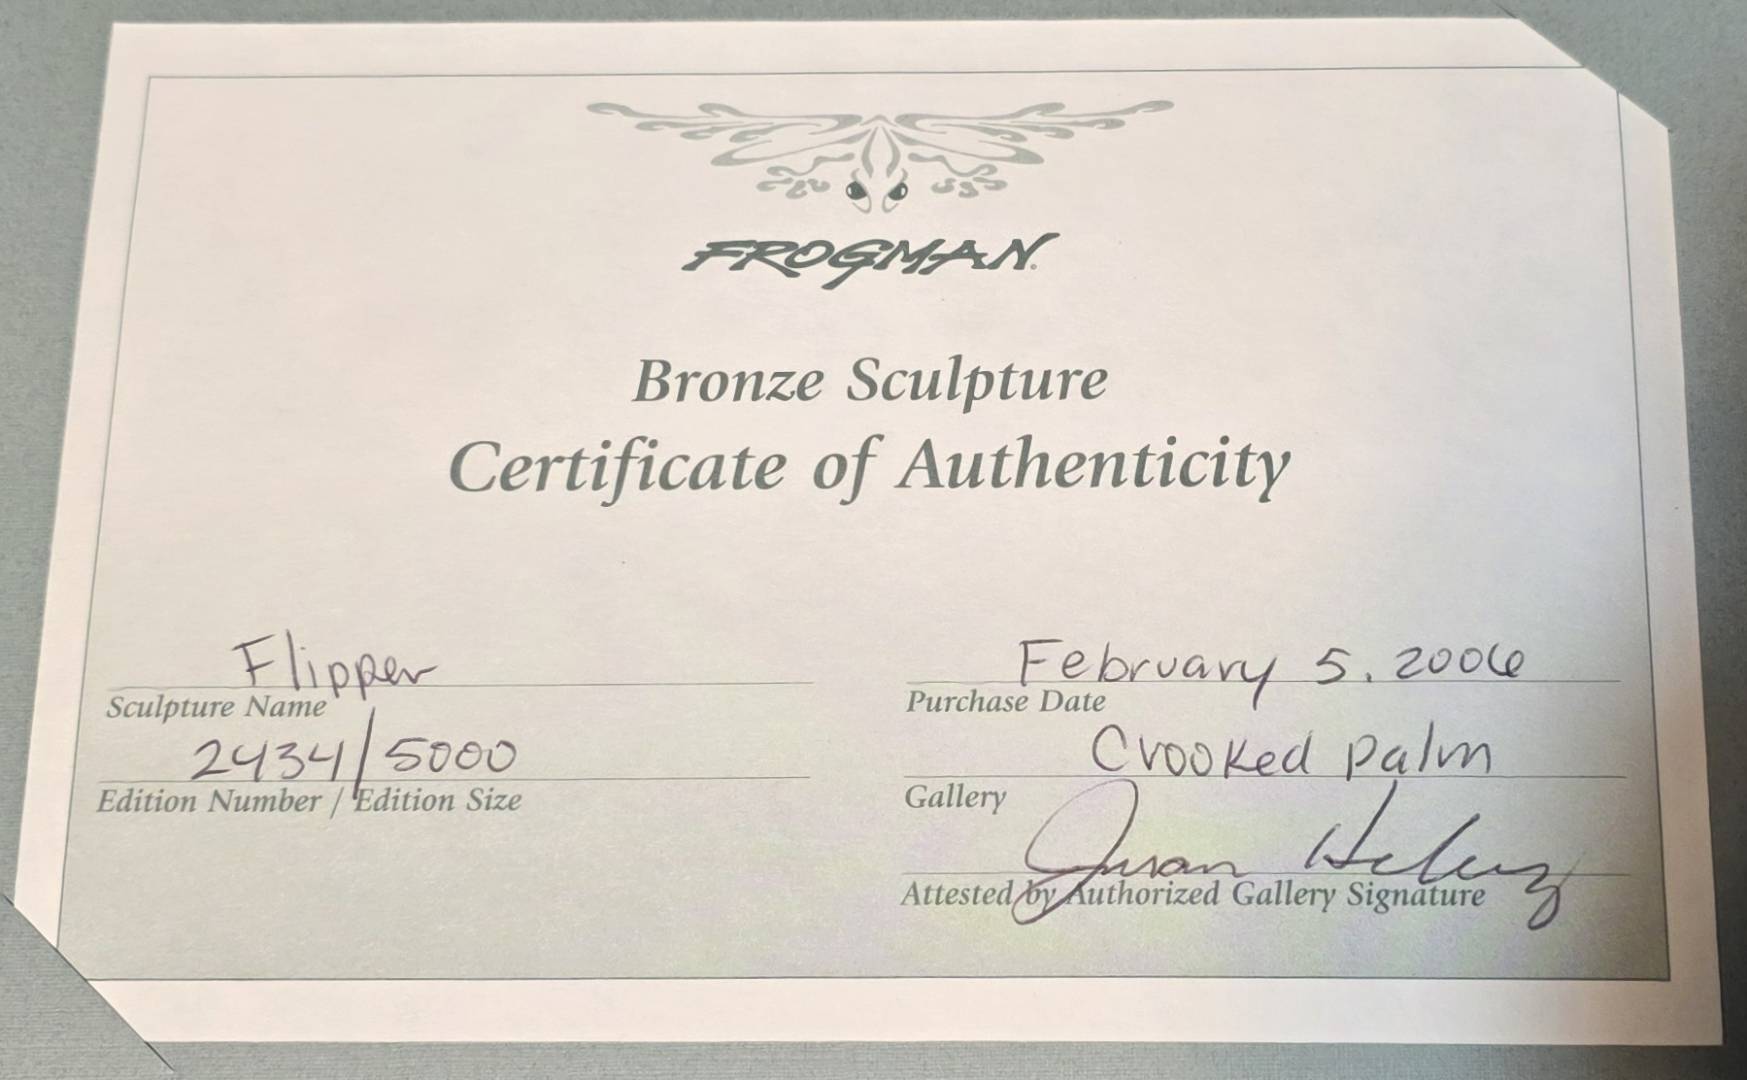 FROGMAN
Bronze Sculpture
Certificate of Authenticity
Flipper
Sculpture Name
2434/5000
Edition Number / Edition Size
February 5, 2006
Purchase Date
Crooked Palm
Gallery
Attested by Authorized Gallery Signature